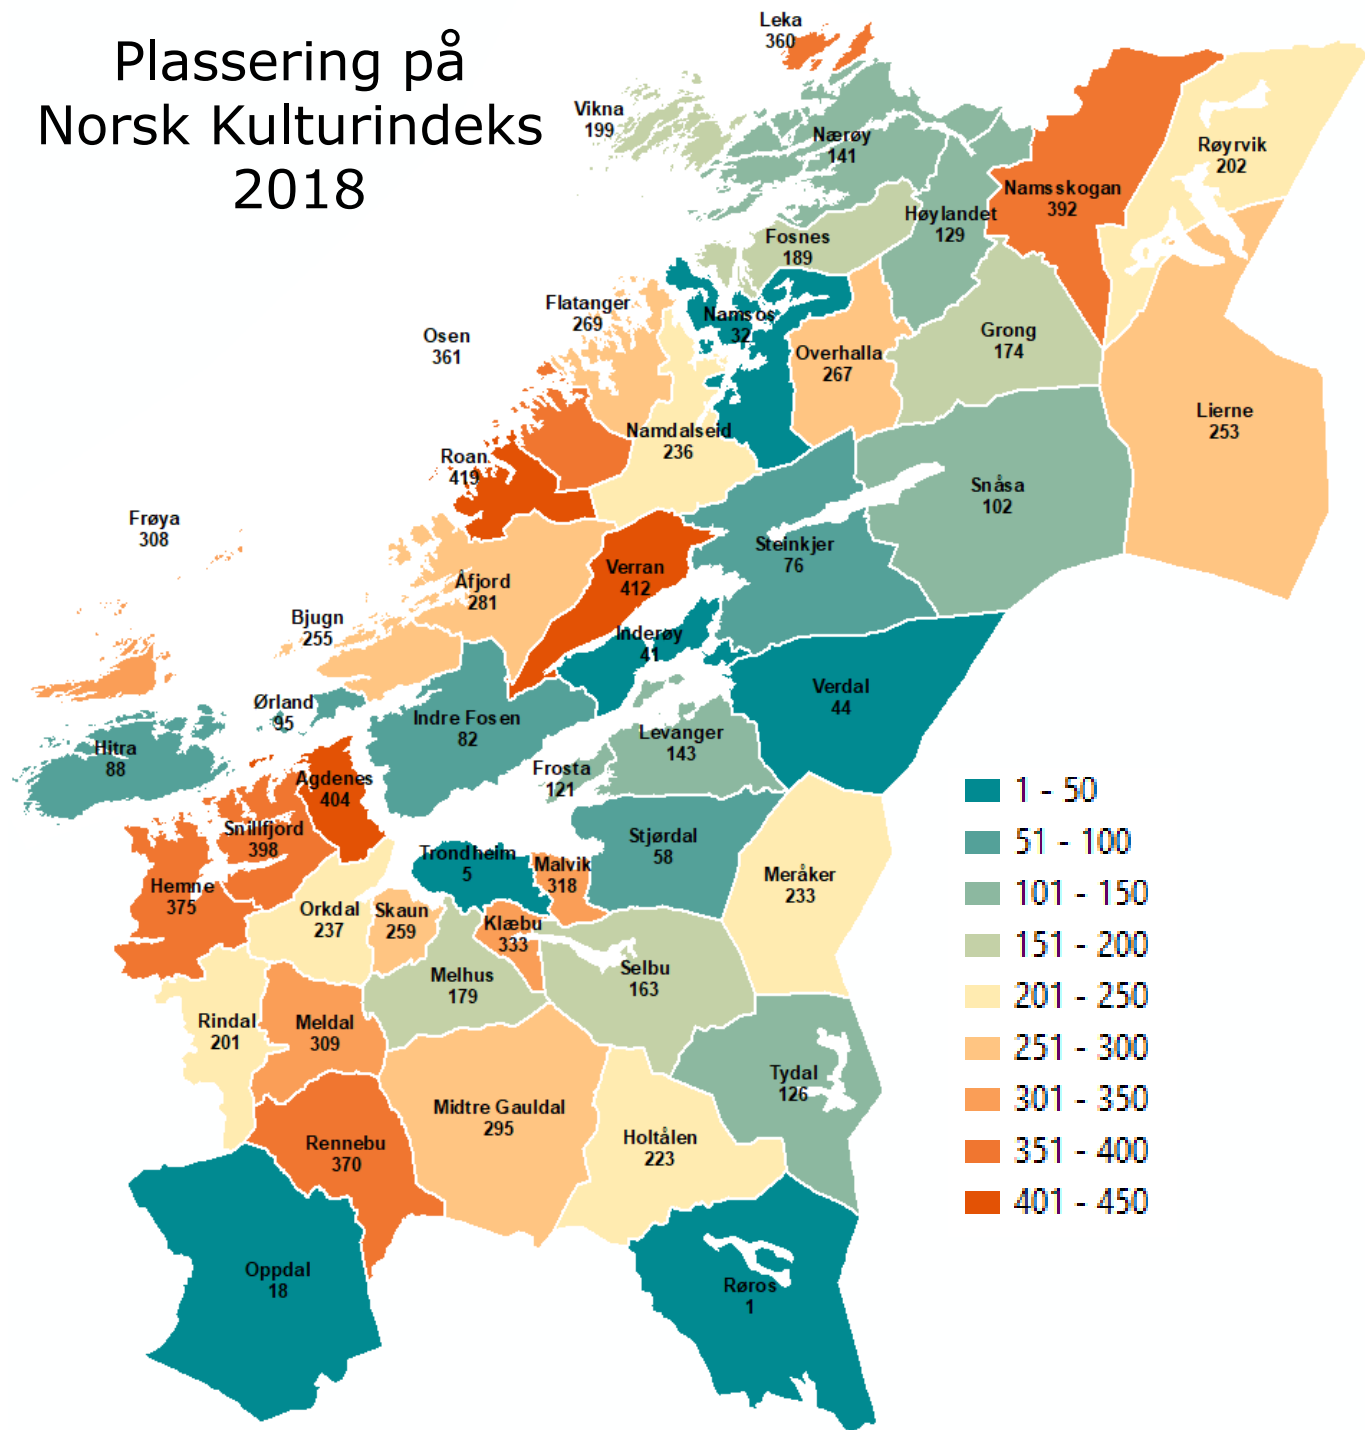 Plassering på
Norsk Kulturindeks
2018
Leka
360
Vikna
199
Nærøy
141
Røyrvik
202
Namsskogan
392
Høylandet
129
Fosnes
189
Flatanger
269
Namsos
32
Osen
361
Grong
174
Overhalla
267
Lierne
253
Namdalseid
236
Roan
419
Snåsa
102
Frøya
308
Steinkjer
76
Verran
412
Åfjord
281
Bjugn
255
Inderøy
41
Verdal
44
Ørland
95
Indre Fosen
82
Levanger
143
Hitra
88
Frosta
121
Agdenes
404
Snillfjord
398
Stjørdal
58
Trondheim
5
Malvik
318
Meråker
233
Hemne
375
Orkdal
237
Skaun
259
Klæbu
333
Melhus
179
Selbu
163
Rindal
201
Meldal
309
Tydal
126
Midtre Gauldal
295
Holtålen
223
Rennebu
370
Oppdal
18
Røros
1
1 - 50
51 - 100
101 - 150
151 - 200
201 - 250
251 - 300
301 - 350
351 - 400
401 - 450